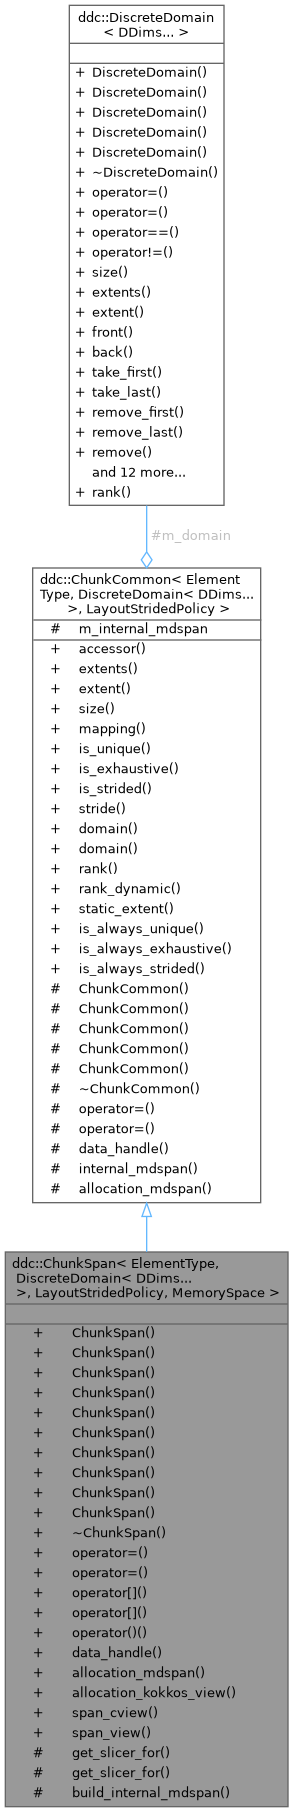 ddc::DiscreteDomain
< DDims... >
+ DiscreteDomain()
+ DiscreteDomain()
+ DiscreteDomain()
+ DiscreteDomain()
+ DiscreteDomain()
+ ~DiscreteDomain()
+ operator=()
+ operator=()
+ operator==()
+ operator!=()
+ size()
+ extents()
+ extent()
+ front()
+ back()
+ take_first()
+ take_last()
+ remove_first()
+ remove_last()
+ remove()
and 12 more...
+ rank()
#m_domain
ddc::ChunkCommon< Element
Type, DiscreteDomain< DDims...
>, LayoutStridedPolicy >
# m_internal_mdspan
+ accessor()
+ extents()
+ extent()
+ size()
+ mapping()
+ is_unique()
+ is_exhaustive()
+ is_strided()
+ stride()
+ domain()
+ domain()
+ rank()
+ rank_dynamic()
+ static_extent()
+ is_always_unique()
+ is_always_exhaustive()
+ is_always_strided()
# ChunkCommon()
# ChunkCommon()
# ChunkCommon()
# ChunkCommon()
# ChunkCommon()
# ~ChunkCommon()
# operator=()
# operator=()
# data_handle()
# internal_mdspan()
# allocation_mdspan()
ddc::ChunkSpan< ElementType,
DiscreteDomain< DDims...
>, LayoutStridedPolicy, MemorySpace >
+ ChunkSpan()
+ ChunkSpan()
+ ChunkSpan()
+ ChunkSpan()
+ ChunkSpan()
+ ChunkSpan()
+ ChunkSpan()
+ ChunkSpan()
+ ChunkSpan()
+ ChunkSpan()
+ ~ChunkSpan()
+ operator=()
+ operator=()
+ operator[]()
+ operator[]()
+ operator()()
+ data_handle()
+ allocation_mdspan()
+ allocation_kokkos_view()
+ span_cview()
+ span_view()
# get_slicer_for()
# get_slicer_for()
# build_internal_mdspan()